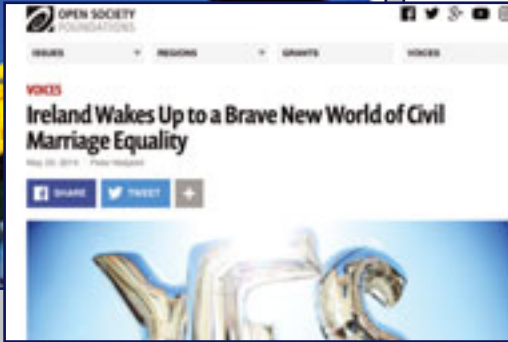 OPEN SOCIETY
FOUNDATIONS
ISSUES REGIONS GRANTS VOICES
VOICES
Ireland Wakes Up to a Brave New World of Civil
Marriage Equality
SHARE TWEET +
YES